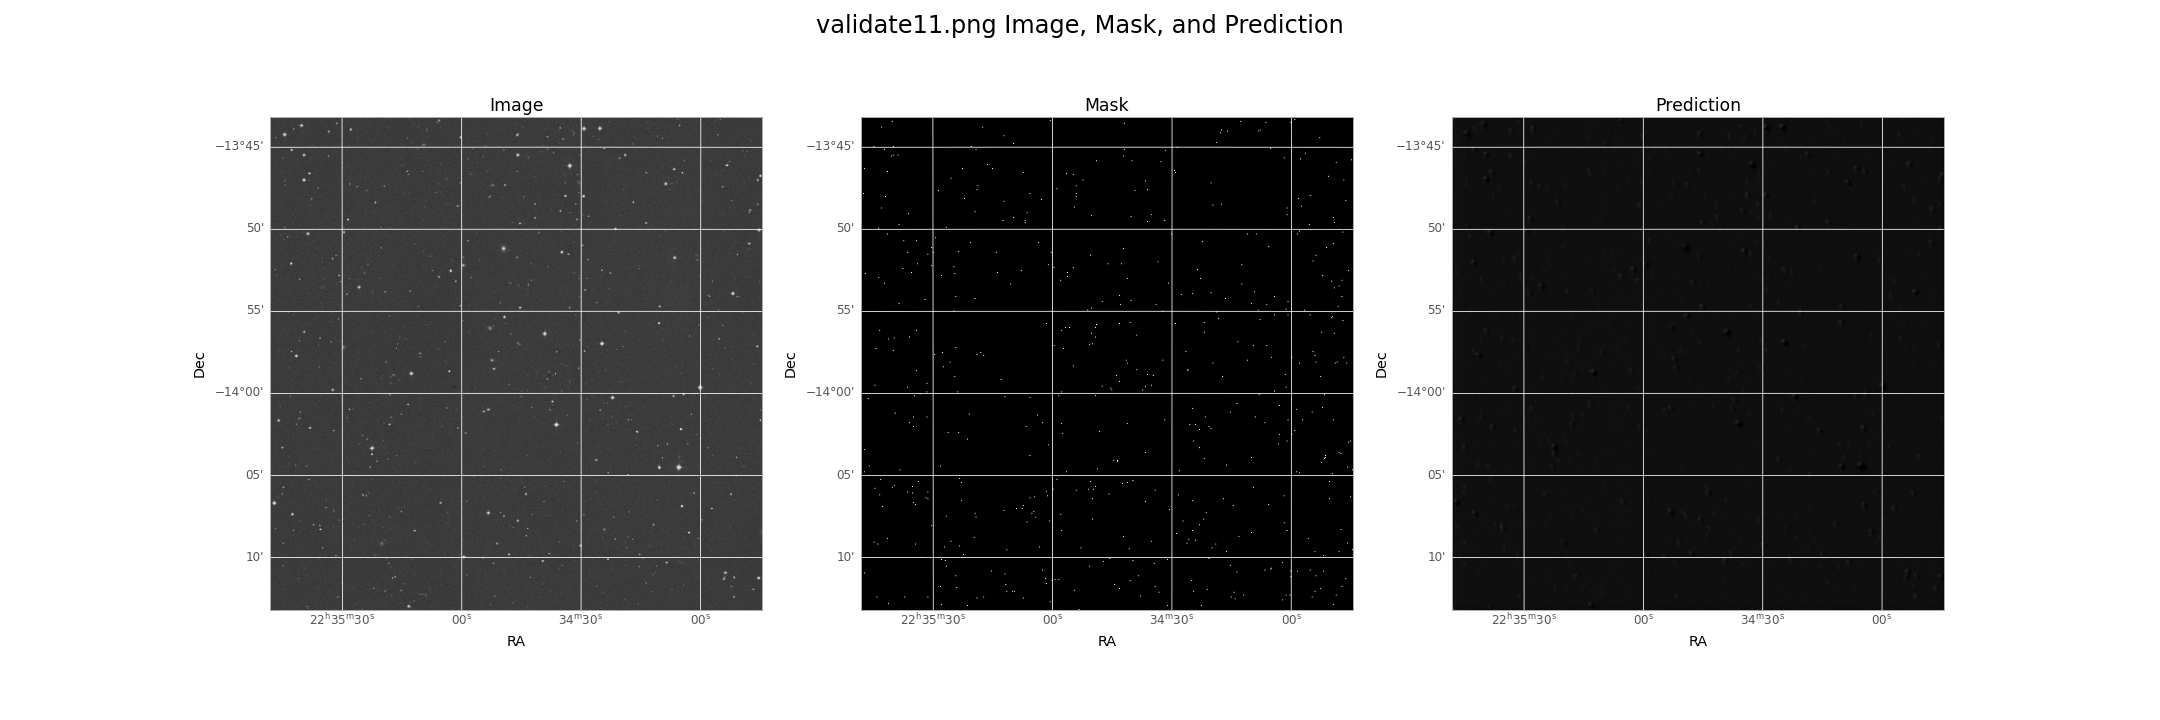 validate11.png Image, Mask, and Prediction
Image
Mask
Prediction
−13°45'
50'
55'
−14°00'
05'
10'
Dec
22ʰ35ᵐ30ˢ 00ˢ 34ᵐ30ˢ 00ˢ
RA
−13°45'
50'
55'
−14°00'
05'
10'
Dec
22ʰ35ᵐ30ˢ 00ˢ 34ᵐ30ˢ 00ˢ
RA
−13°45'
50'
55'
−14°00'
05'
10'
Dec
22ʰ35ᵐ30ˢ 00ˢ 34ᵐ30ˢ 00ˢ
RA